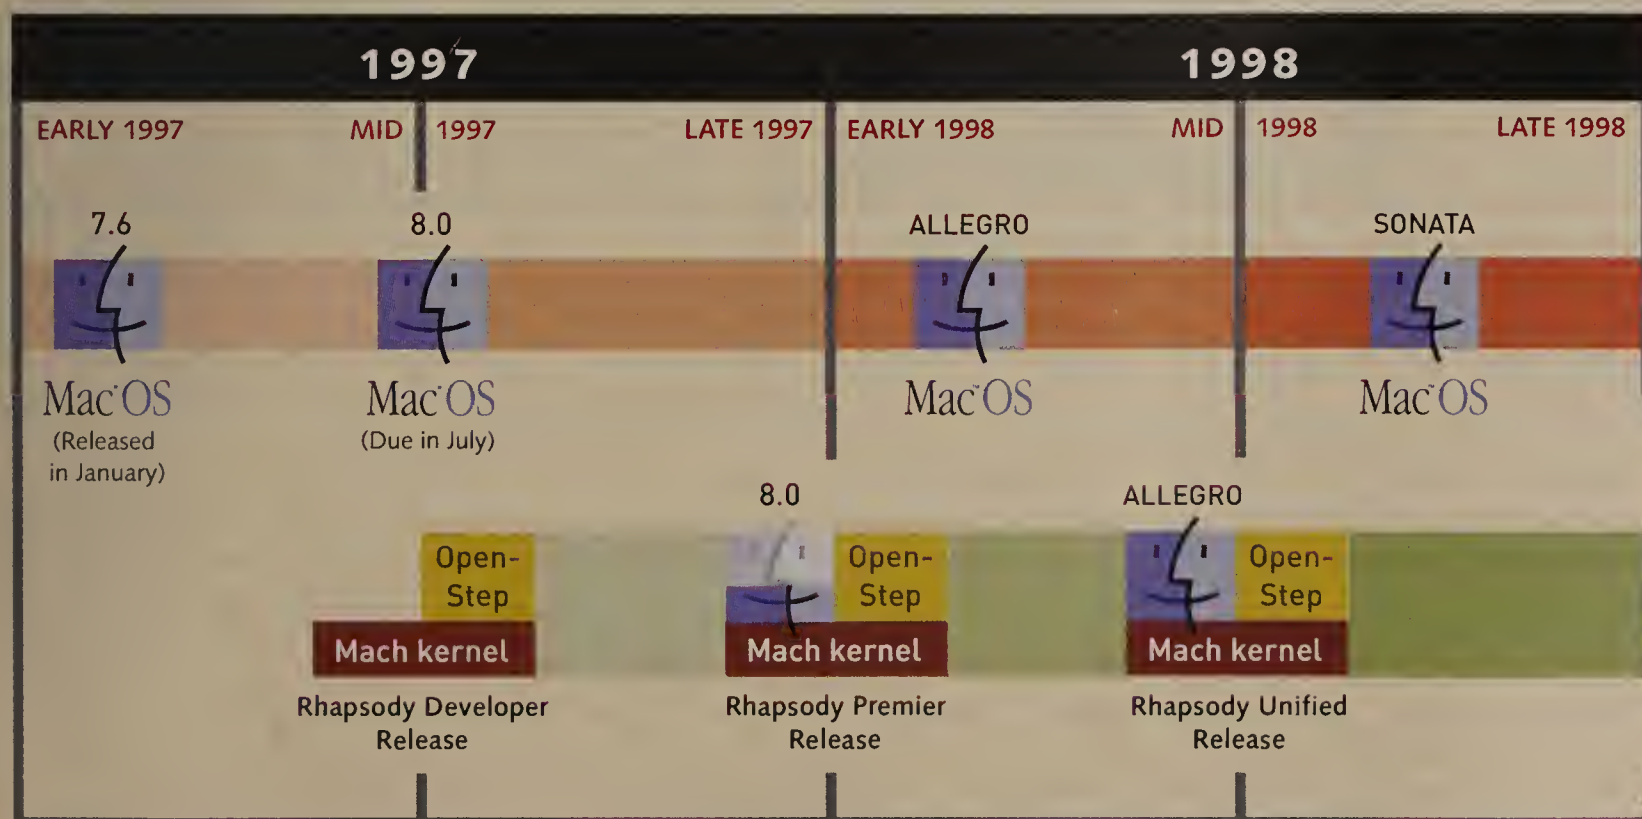 1997
1998
EARLY 1997
MID 1997
LATE 1997
EARLY 1998
MID 1998
LATE 1998
7.6
8.0
ALLEGRO
SONATA
Mac OS
(Released
in January)
Mac OS
(Due in July)
Mac OS
Mac OS
8.0
ALLEGRO
Open-
Step
Mach kernel
Open-
Step
Mach kernel
Open-
Step
Mach kernel
Rhapsody Developer
Release
Rhapsody Premier
Release
Rhapsody Unified
Release